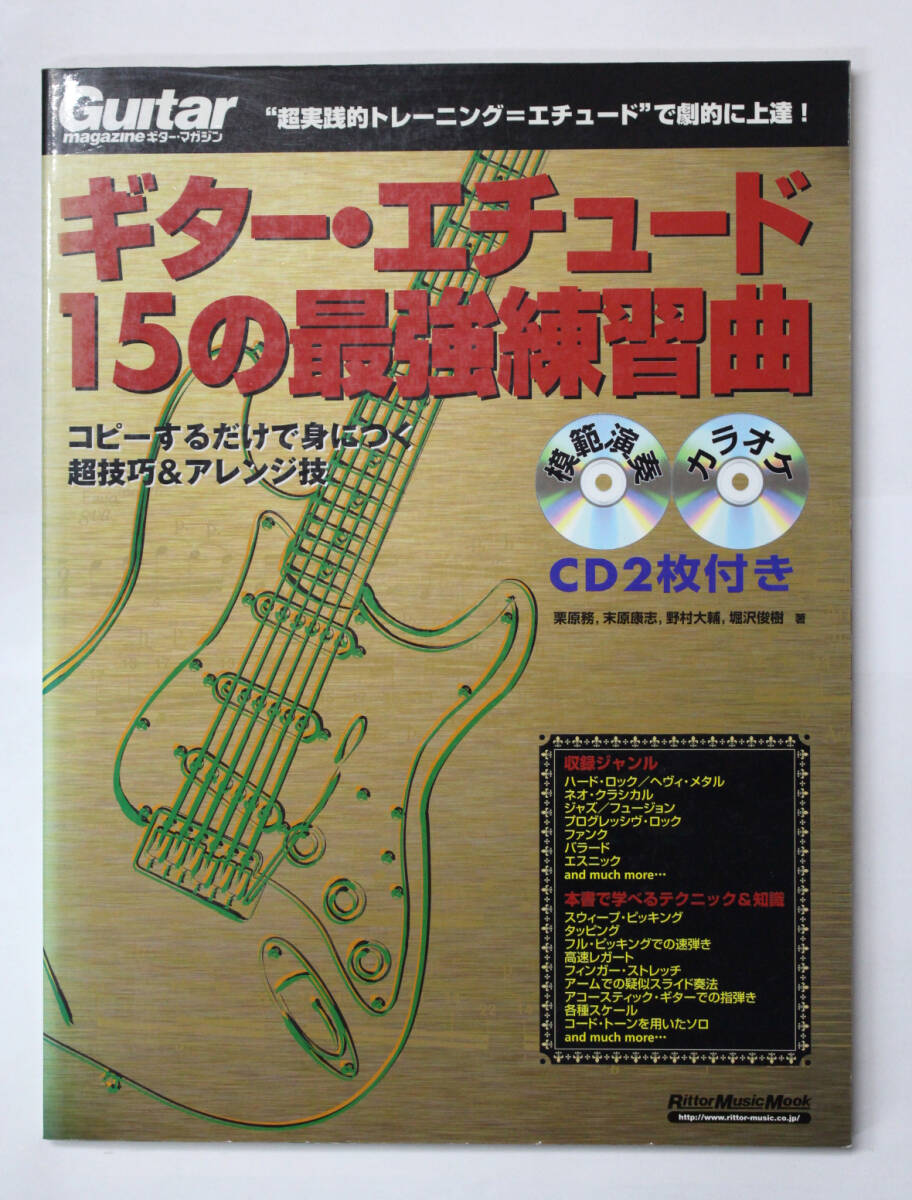 Guitar
magazine ギター・マガジン
“超実践的トレーニング＝エチュード”で劇的に上達！
ギター・エチュード
15の最強練習曲
コピーするだけで身につく
超技巧&アレンジ技
模範演奏
カラオケ
CD2枚付き
栗原務, 末原康志, 野村大輔, 堀沢俊樹 著
収録ジャンル
ハード・ロック／ヘヴィ・メタル
ネオ・クラシカル
ジャズ／フュージョン
プログレッシヴ・ロック
ファンク
バラード
エスニック
and much more…
本書で学べるテクニック&知識
スウィープ・ピッキング
タッピング
フル・ピッキングでの速弾き
高速レガート
フィンガー・ストレッチ
アームでの疑似スライド奏法
アコースティック・ギターでの指弾き
各種スケール
コード・トーンを用いたソロ
and much more…
Rittor Music Mook
http://www.rittor-music.co.jp/